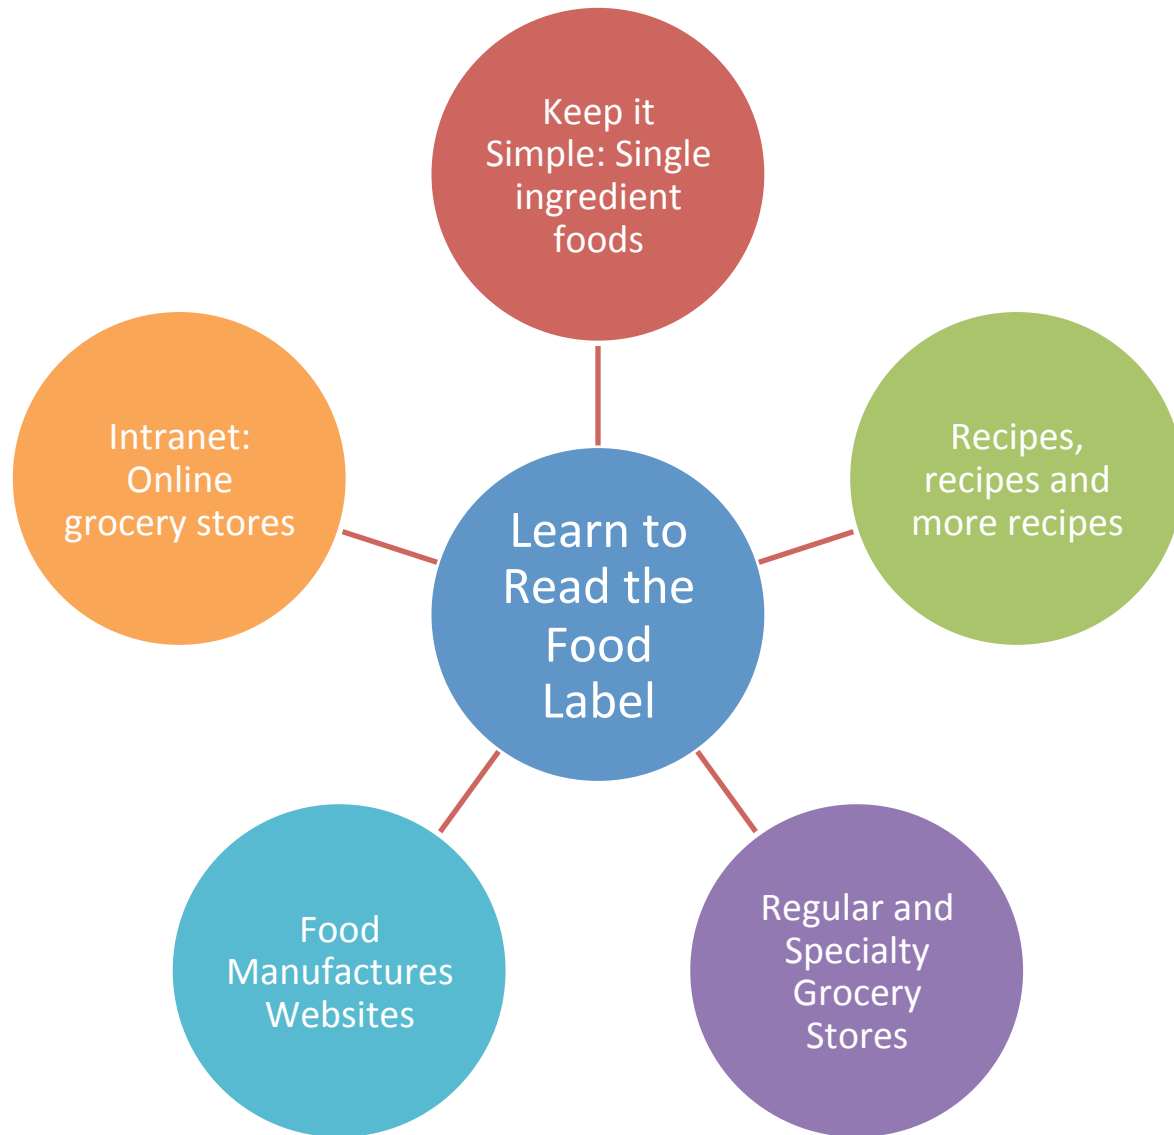 Keep it
Simple: Single
ingredient
foods
Intranet:
Online
grocery stores
Recipes,
recipes and
more recipes
Learn to
Read the
Food
Label
Food
Manufactures
Websites
Regular and
Specialty
Grocery
Stores